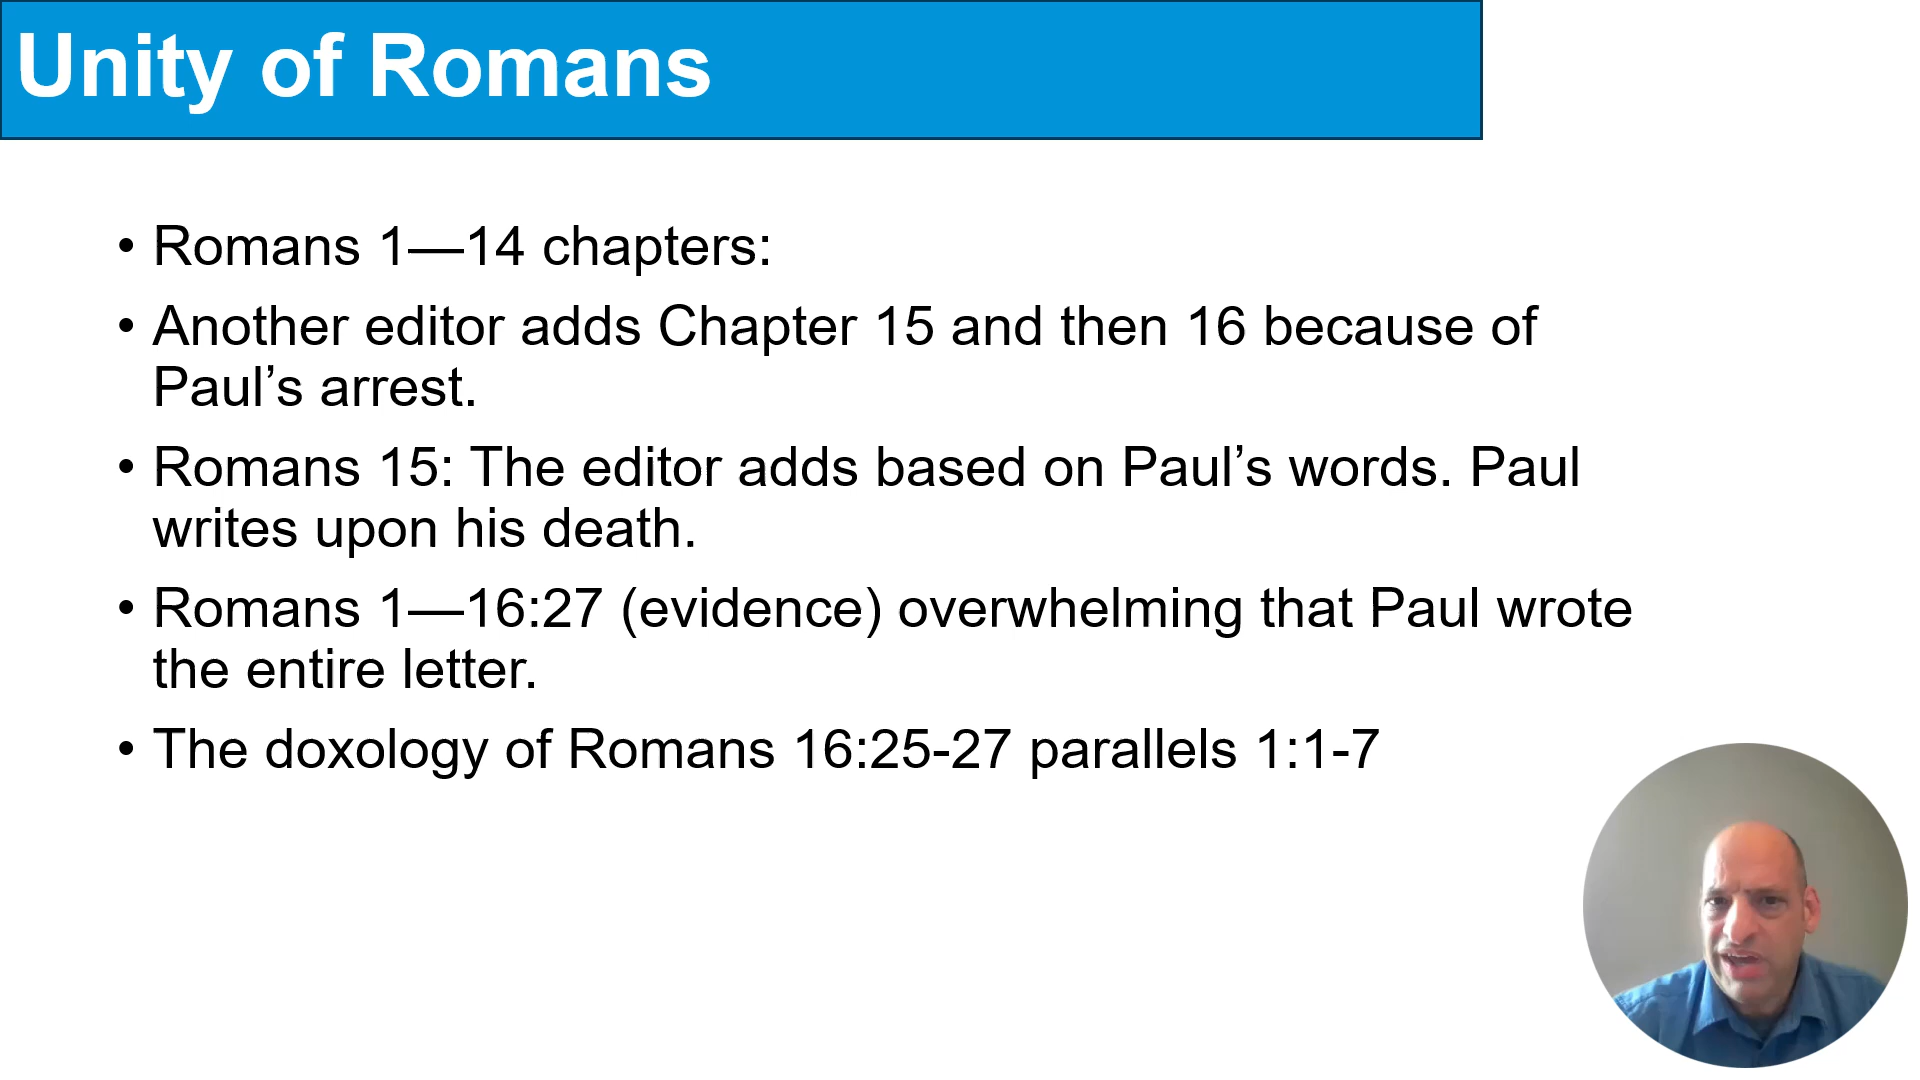 Unity of Romans
• Romans 1—14 chapters:
• Another editor adds Chapter 15 and then 16 because of
Paul’s arrest.
• Romans 15: The editor adds based on Paul’s words. Paul
writes upon his death.
• Romans 1—16:27 (evidence) overwhelming that Paul wrote
the entire letter.
• The doxology of Romans 16:25-27 parallels 1:1-7